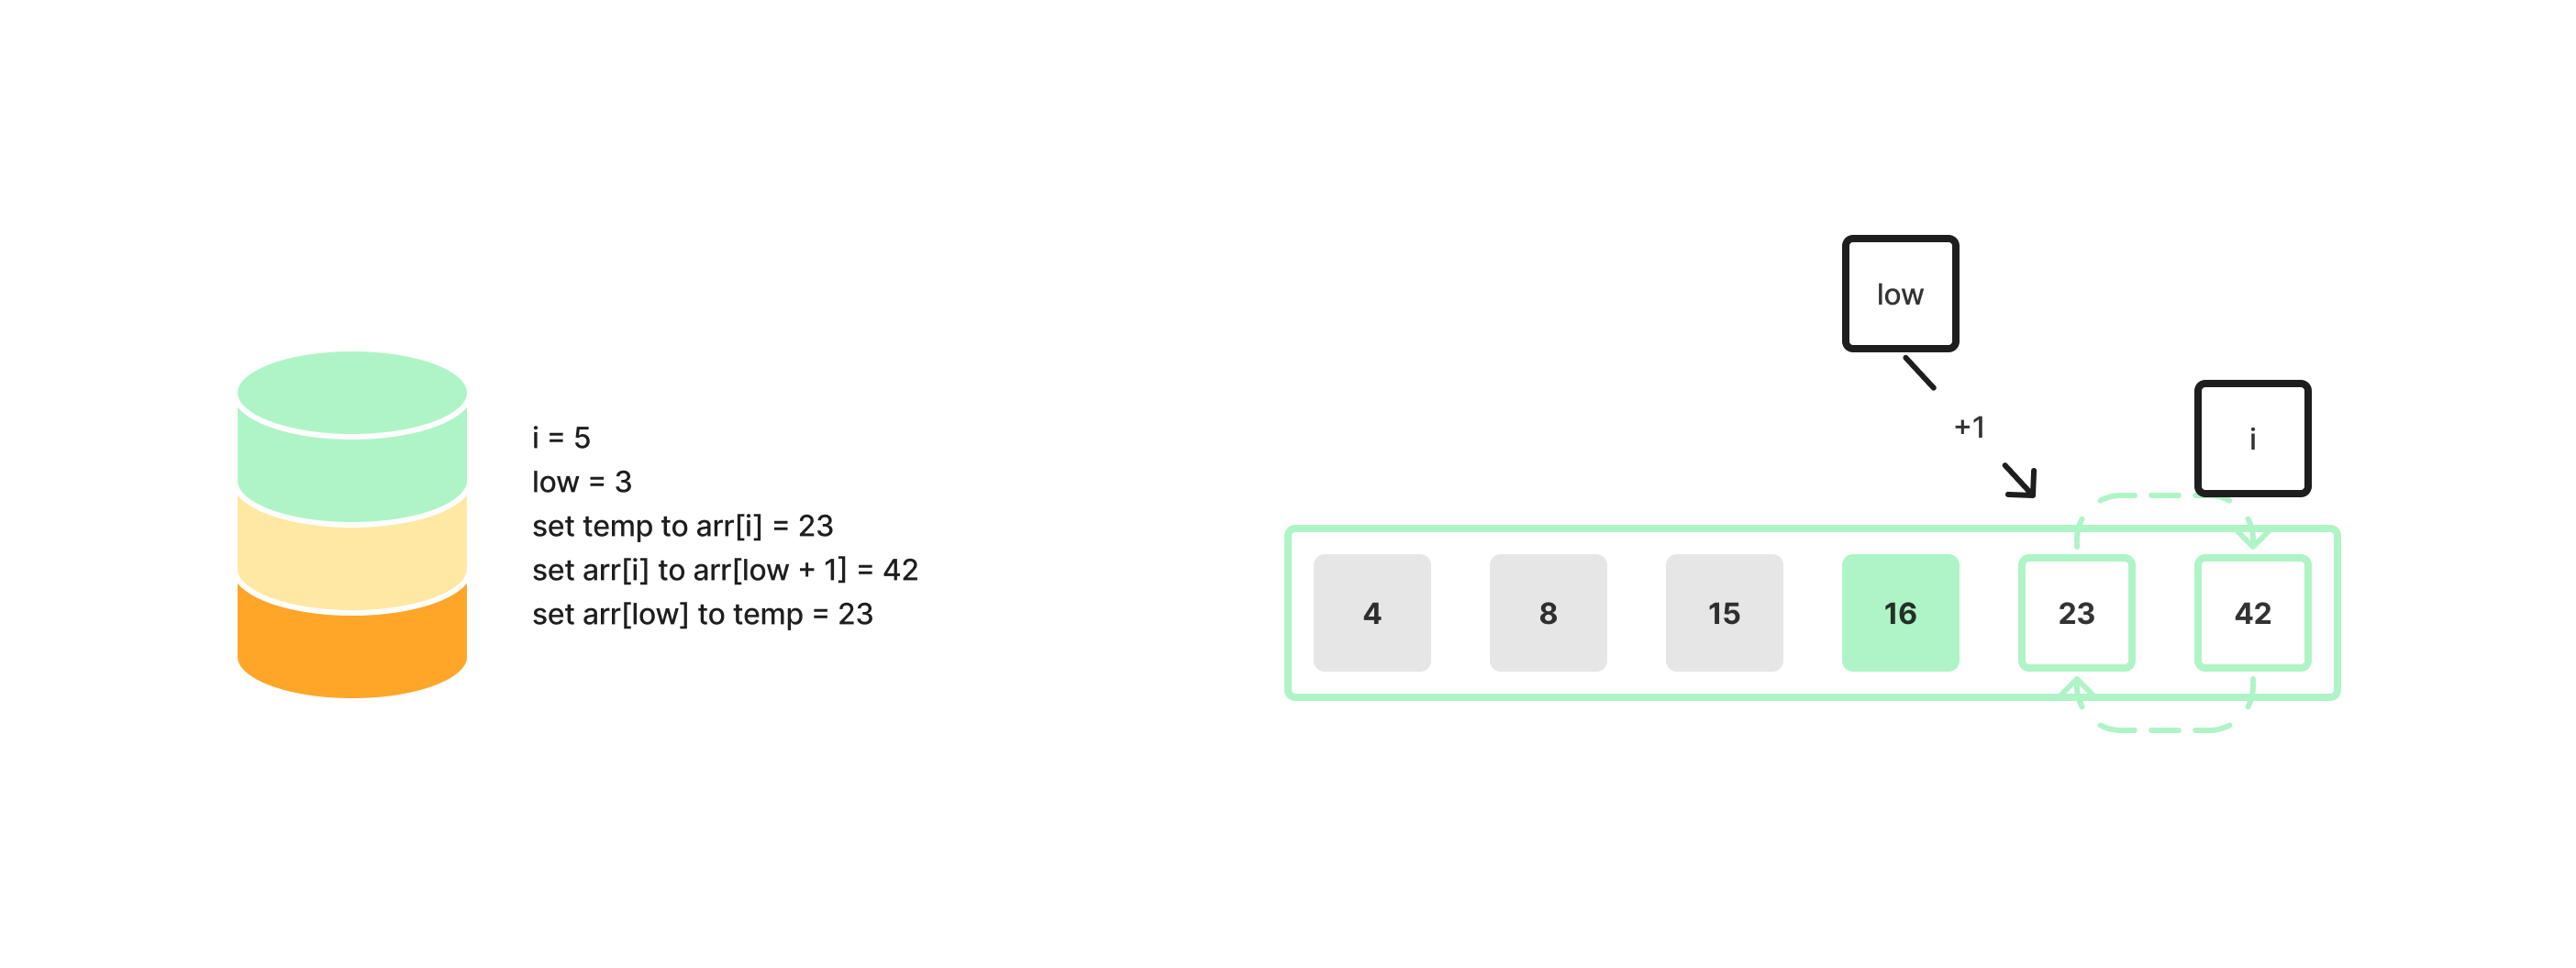 low
+1
i
i = 5
low = 3
set temp to arr[i] = 23
set arr[i] to arr[low + 1] = 42
set arr[low] to temp = 23
4 8 15 16 23 42